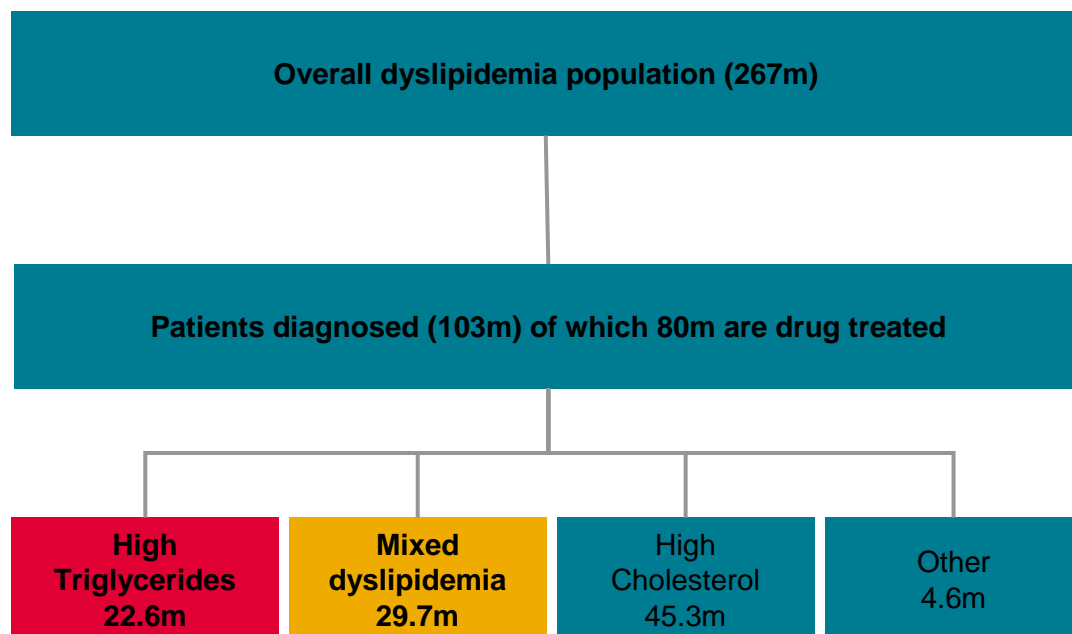 Overall dyslipidemia population (267m)
Patients diagnosed (103m) of which 80m are drug treated
High
Triglycerides
22.6m
Mixed
dyslipidemia
29.7m
High
Cholesterol
45.3m
Other
4.6m